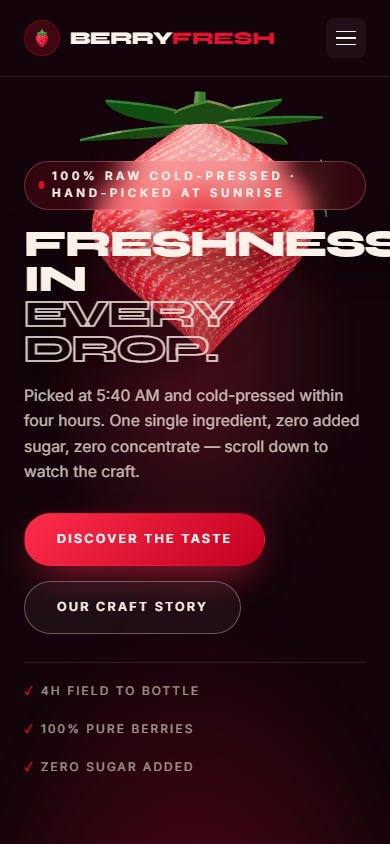 BERRYFRESH
100% RAW COLD-PRESSED ·
HAND-PICKED AT SUNRISE
FRESHNESS
IN
EVERY
DROP.
Picked at 5:40 AM and cold-pressed within
four hours. One single ingredient, zero added
sugar, zero concentrate — scroll down to
watch the craft.
DISCOVER THE TASTE
OUR CRAFT STORY
✓ 4H FIELD TO BOTTLE
✓ 100% PURE BERRIES
✓ ZERO SUGAR ADDED